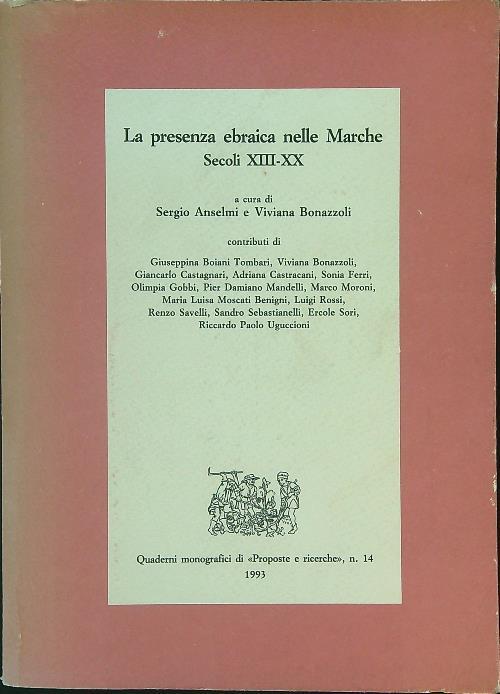 La presenza ebraica nelle Marche
Secoli XIII-XX
a cura di
Sergio Anselmi e Viviana Bonazzoli
contributi di
Giuseppina Boiani Tombari, Viviana Bonazzoli,
Giancarlo Castagnari, Adriana Castracani, Sonia Ferri,
Olimpia Gobbi, Pier Damiano Mandelli, Marco Moroni,
Maria Luisa Moscati Benigni, Luigi Rossi,
Renzo Savelli, Sandro Sebastianelli, Ercole Sori,
Riccardo Paolo Uguccioni
Quaderni monografici di «Proposte e ricerche», n. 14
1993